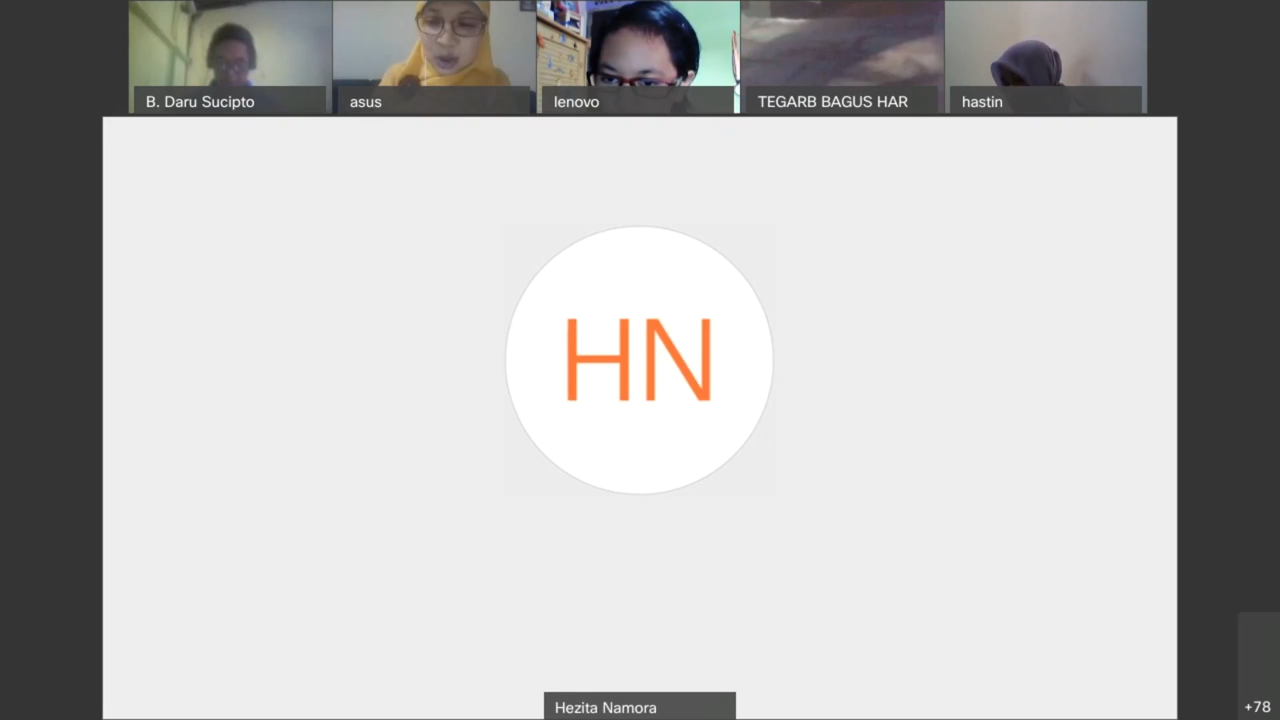 B. Daru Sucipto
asus
lenovo
TEGARB BAGUS HAR
hastin
HN
Hezita Namora
+78